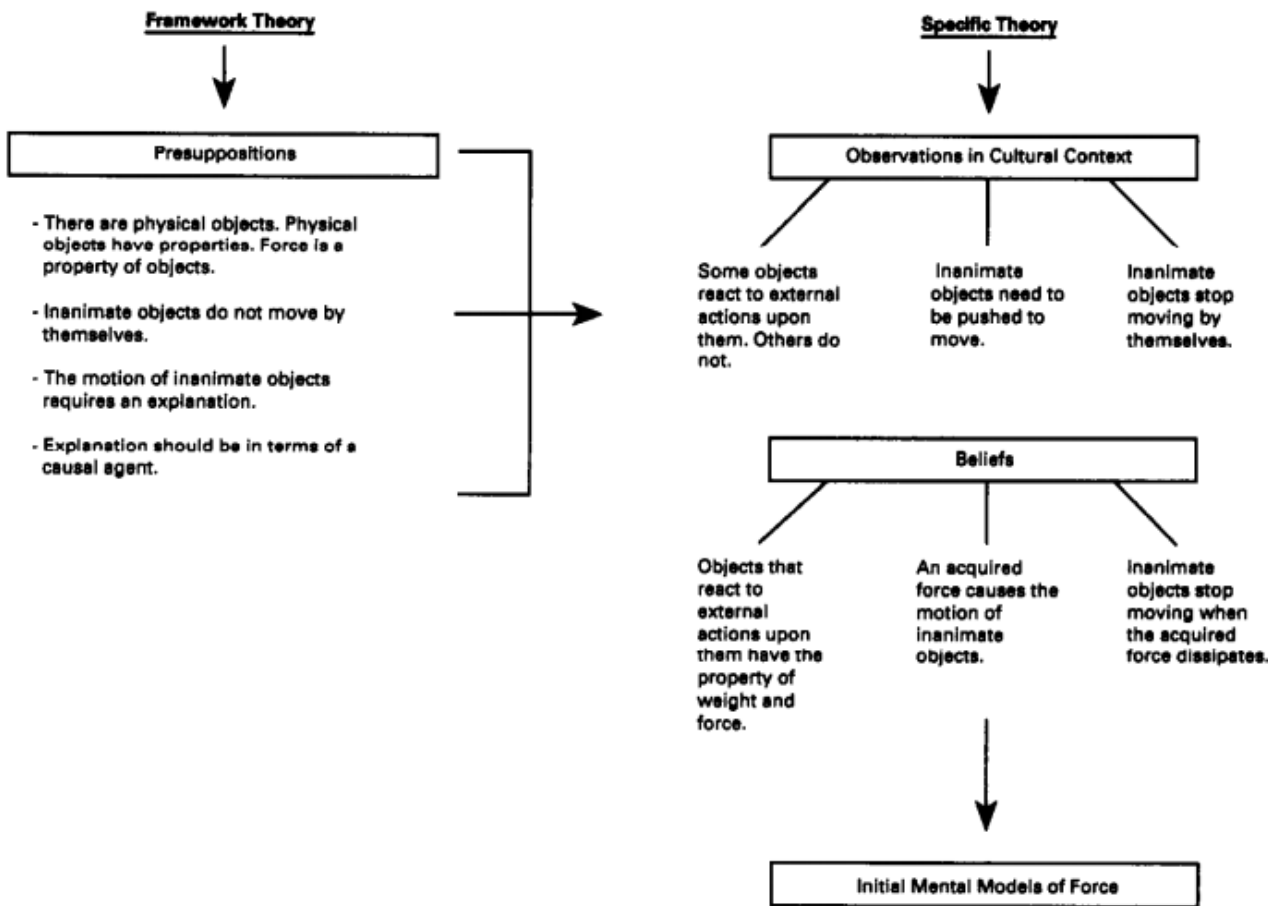 Framework Theory
Presuppositions
- There are physical objects. Physical
objects have properties. Force is a
property of objects.
- Inanimate objects do not move by
themselves.
- The motion of inanimate objects
requires an explanation.
- Explanation should be in terms of a
causal agent.
Specific Theory
Observations in Cultural Context
Some objects
react to external
actions upon
them. Others do
not.
Inanimate
objects need to
be pushed to
move.
Inanimate
objects stop
moving by
themselves.
Beliefs
Objects that
react to
external
actions upon
them have the
property of
weight and
force.
An acquired
force causes the
motion of
inanimate
objects.
Inanimate
objects stop
moving when
the acquired
force dissipates.
Initial Mental Models of Force